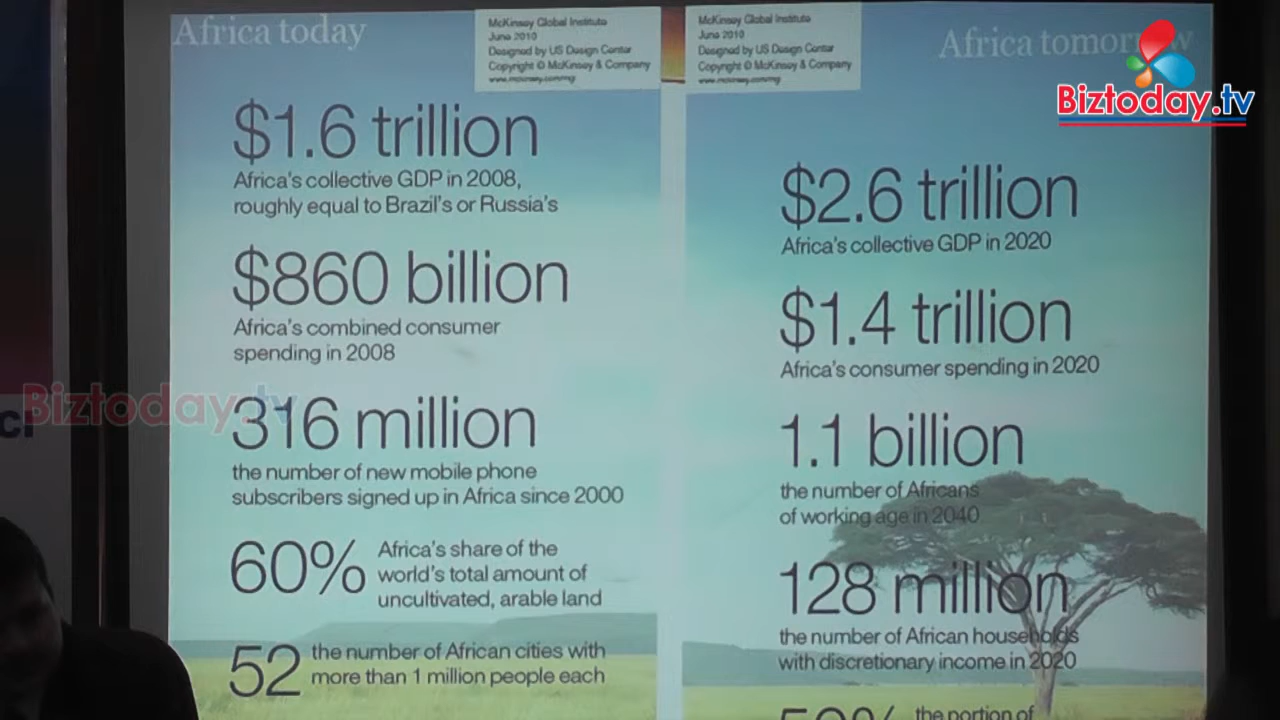 Africa today
McKinsey Global Institute
June 2010
Designed by US Design Center
Copyright © McKinsey & Company
$1.6 trillion
Africa's collective GDP in 2008,
roughly equal to Brazil's or Russia's
$860 billion
Africa's combined consumer
spending in 2008
316 million
the number of new mobile phone
subscribers signed up in Africa since 2000
60%
Africa's share of the
world's total amount of
uncultivated, arable land
52
the number of African cities with
more than 1 million people each
McKinsey Global Institute
June 2010
Designed by US Design Center
Copyright © McKinsey & Company
Africa tomorrow
$2.6 trillion
Africa's collective GDP in 2020
$1.4 trillion
Africa's consumer spending in 2020
1.1 billion
the number of Africans
of working age in 2040
128 million
the number of African households
with discretionary income in 2020
the portion of
Biztoday.tv
Biztoday.tv